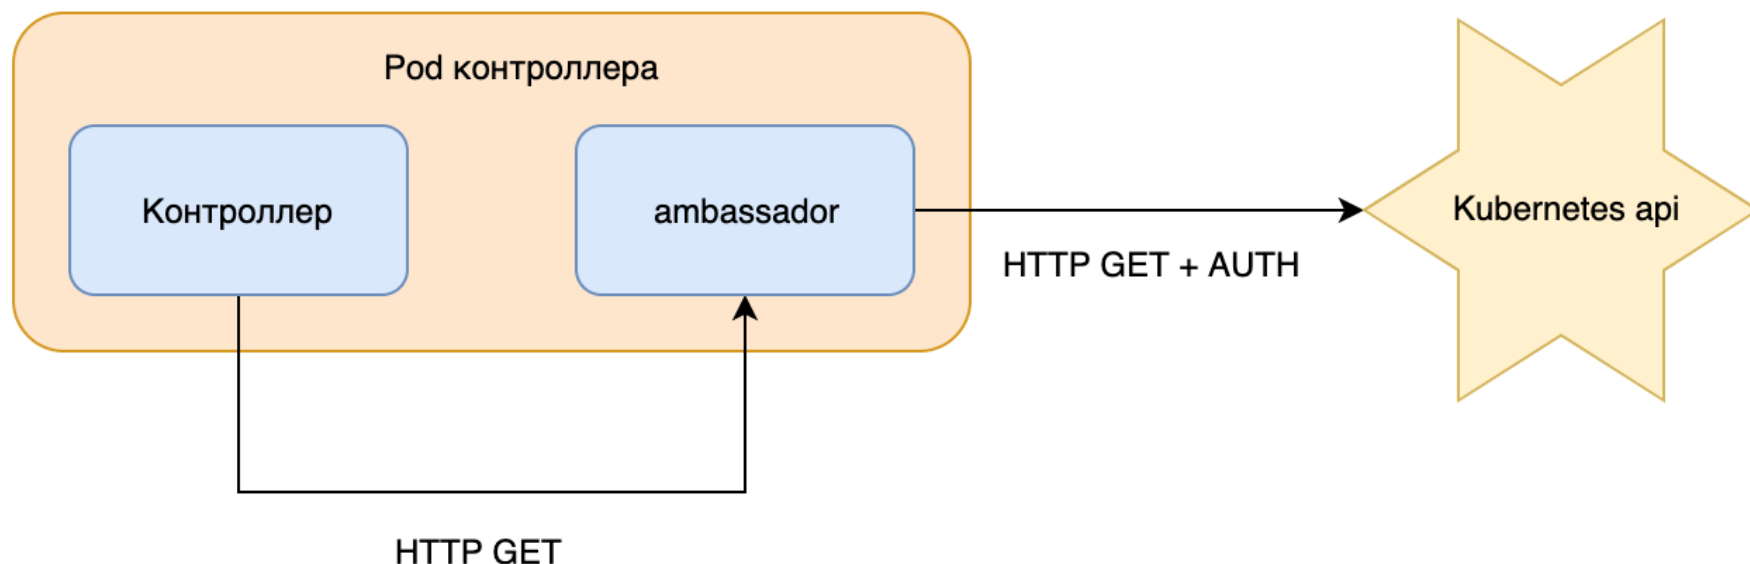 Pod контроллера
Контроллер
ambassador
Kubernetes api
HTTP GET + AUTH
HTTP GET